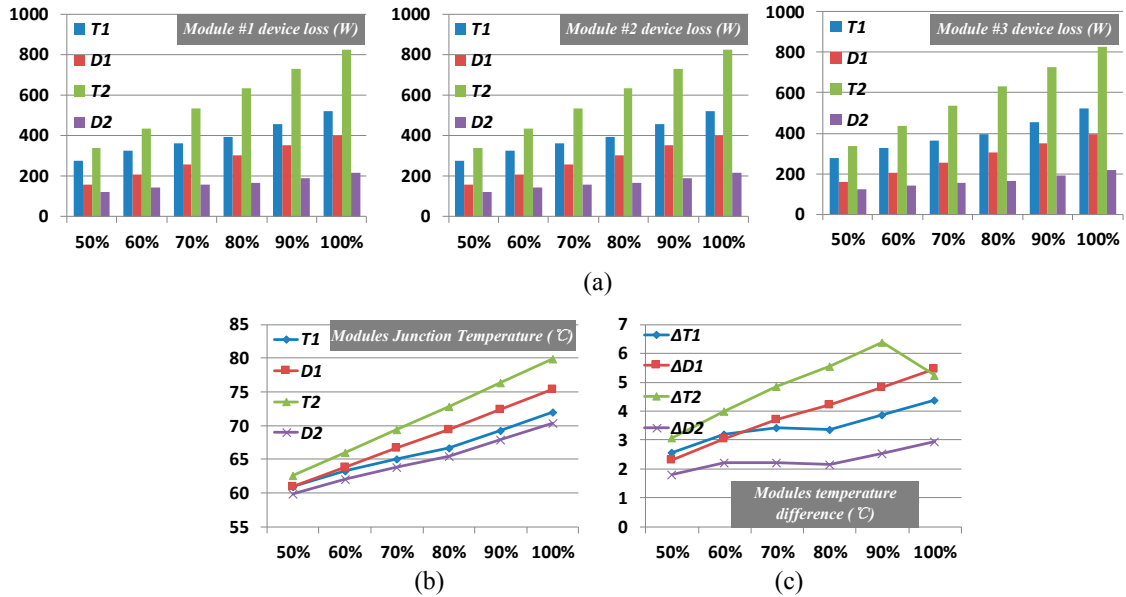 Module #1 device loss (W)
1000
800
600
400
200
0
T1
D1
T2
D2
50% 60% 70% 80% 90% 100%
Module #2 device loss (W)
1000
800
600
400
200
0
T1
D1
T2
D2
50% 60% 70% 80% 90% 100%
Module #3 device loss (W)
1000
800
600
400
200
0
T1
D1
T2
D2
50% 60% 70% 80% 90% 100%
(a)
Modules Junction Temperature (℃)
85
80
75
70
65
60
55
T1
D1
T2
D2
50% 60% 70% 80% 90% 100%
(b)
7
6
5
4
3
2
1
0
ΔT1
ΔD1
ΔT2
ΔD2
Modules temperature
difference (℃)
50% 60% 70% 80% 90% 100%
(c)